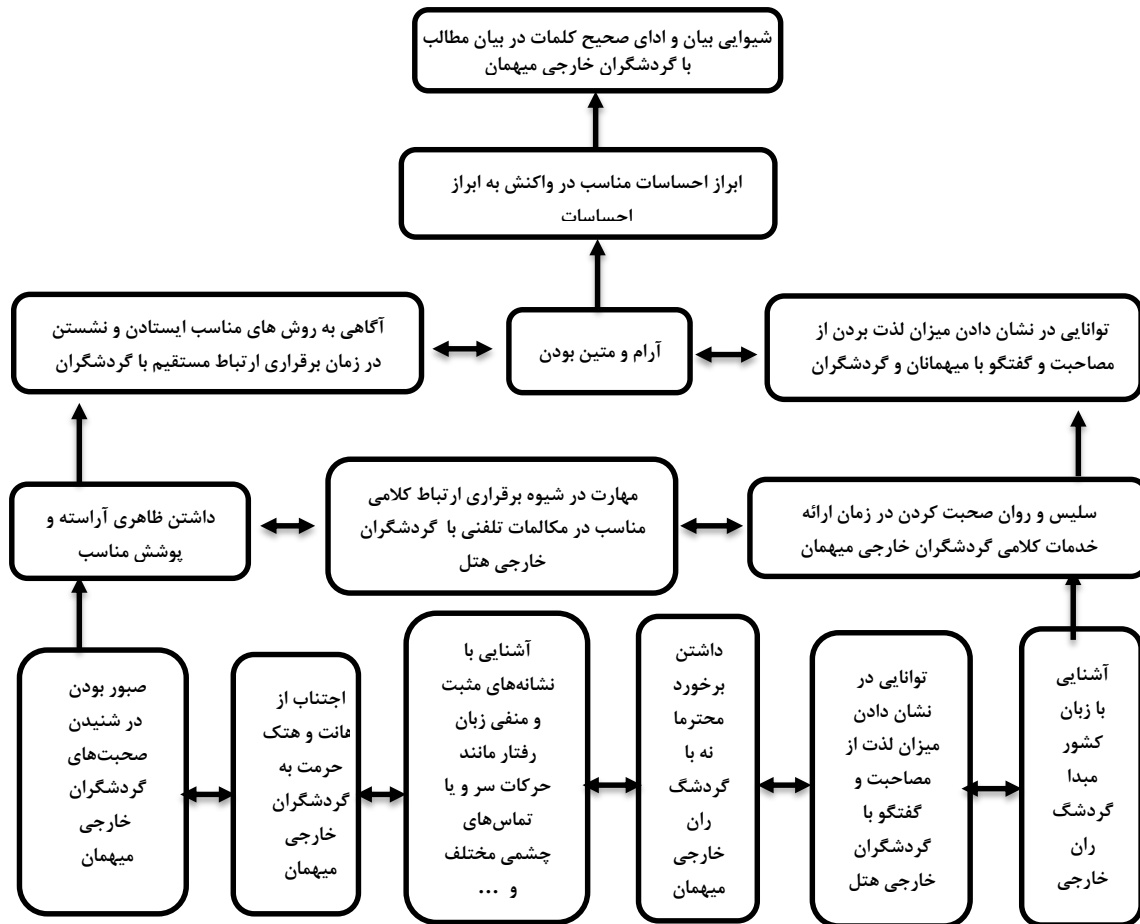 شیوایی بیان و ادای صحیح کلمات در بیان مطالب
با گردشگران خارجی میهمان
ابراز احساسات مناسب در واکنش به ابراز
احساسات
توانایی در نشان دادن میزان لذت بردن از
مصاحبت و گفتگو با میهمانان و گردشگران
آرام و متین بودن
آگاهی به روش های مناسب ایستادن و نشستن
در زمان برقراری ارتباط مستقیم با گردشگران
سلیس و روان صحبت کردن در زمان ارائه
خدمات کلامی گردشگران خارجی میهمان
مهارت در شیوه برقراری ارتباط کلامی
مناسب در مکالمات تلفنی با گردشگران
خارجی هتل
داشتن ظاهری آراسته و
پوشش مناسب
آشنایی
با زبان
کشور
مبدا
گردشگ
ران
خارجی
توانایی در
نشان دادن
میزان لذت از
مصاحبت و
گفتگو با
گردشگران
خارجی هتل
داشتن
برخورد
محترما
نه با
گردشگ
ران
خارجی
میهمان
آشنایی با
نشانه‌های مثبت
و منفی زبان
رفتار مانند
حرکات سر و یا
تماس‌های
چشمی مختلف
و ...
اجتناب از
هانت و هتک
حرمت به
گردشگران
خارجی
میهمان
صبور بودن
در شنیدن
صحبت‌های
گردشگران
خارجی
میهمان